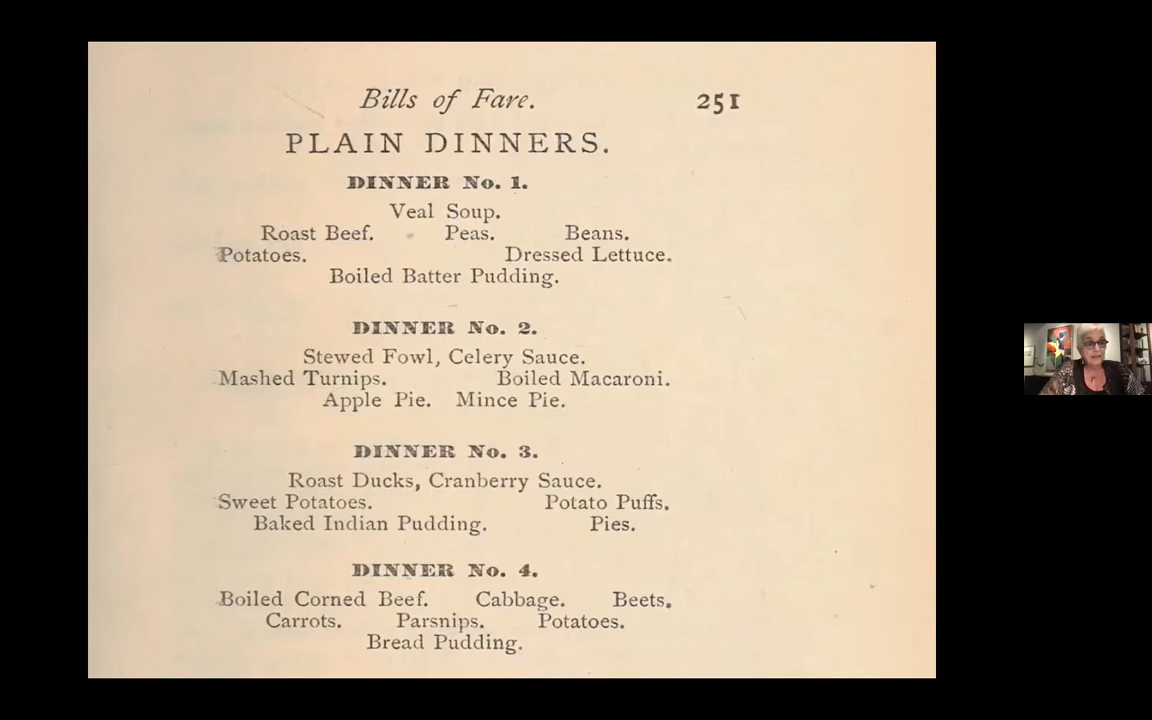 Bills of Fare. 251
PLAIN DINNERS.
DINNER No. 1.
Veal Soup.
Roast Beef. Peas. Beans.
Potatoes. Dressed Lettuce.
Boiled Batter Pudding.
DINNER No. 2.
Stewed Fowl, Celery Sauce.
Mashed Turnips. Boiled Macaroni.
Apple Pie. Mince Pie.
DINNER No. 3.
Roast Ducks, Cranberry Sauce.
Sweet Potatoes. Potato Puffs.
Baked Indian Pudding. Pies.
DINNER No. 4.
Boiled Corned Beef. Cabbage. Beets.
Carrots. Parsnips. Potatoes.
Bread Pudding.